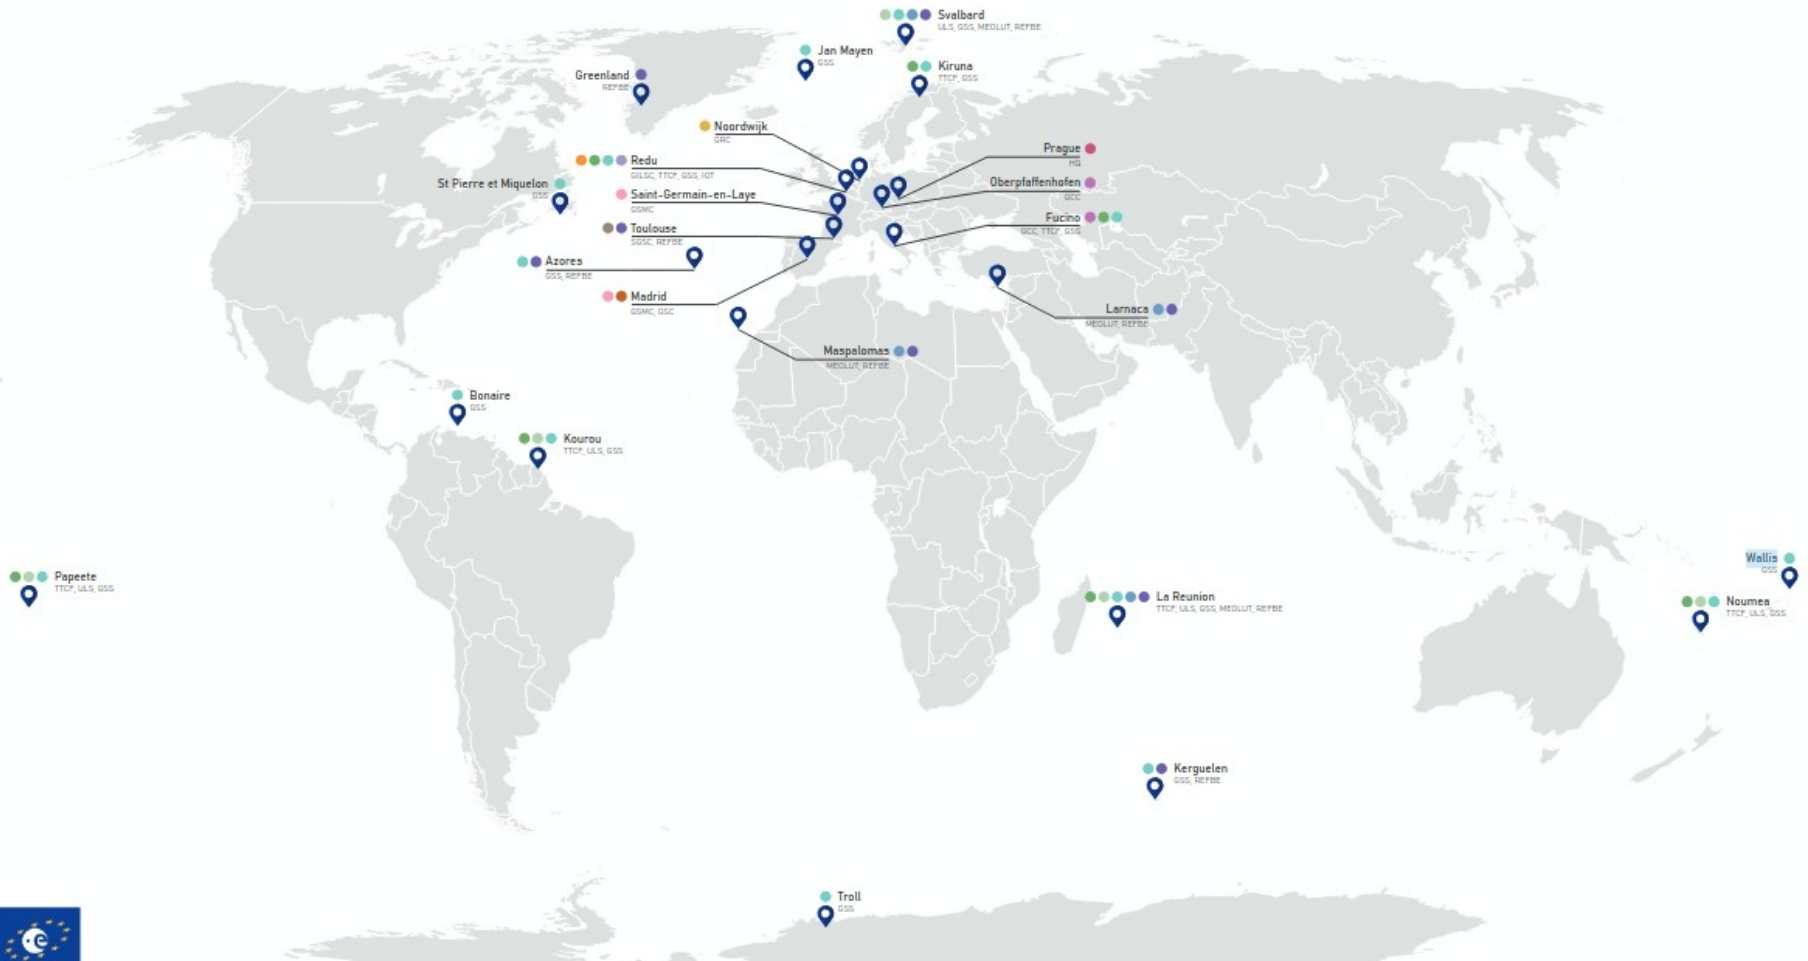 Svalbard
ULS, GSS, MEOLUT, REFBE
Jan Mayen
GSS
Kiruna
TTCF, GSS
Greenland
REFBE
Noordwijk
GRC
Prague
HQ
Redu
GILSC, TTCF, GSS, IOT
St Pierre et Miquelon
GSS
Oberpfaffenhofen
GCC
Saint-Germain-en-Laye
GSMC
Fucino
GCC, TTCF, GSS
Toulouse
SGSC, REFBE
Azores
GSS, REFBE
Madrid
GSMC, GSC
Larnaca
MEOLUT, REFBE
Maspalomas
MEOLUT, REFBE
Bonaire
GSS
Kourou
TTCF, ULS, GSS
Wallis
GSS
Papeete
TTCF, ULS, GSS
La Reunion
TTCF, ULS, GSS, MEOLUT, REFBE
Noumea
TTCF, ULS, GSS
Kerguelen
GSS, REFBE
Troll
GSS
e